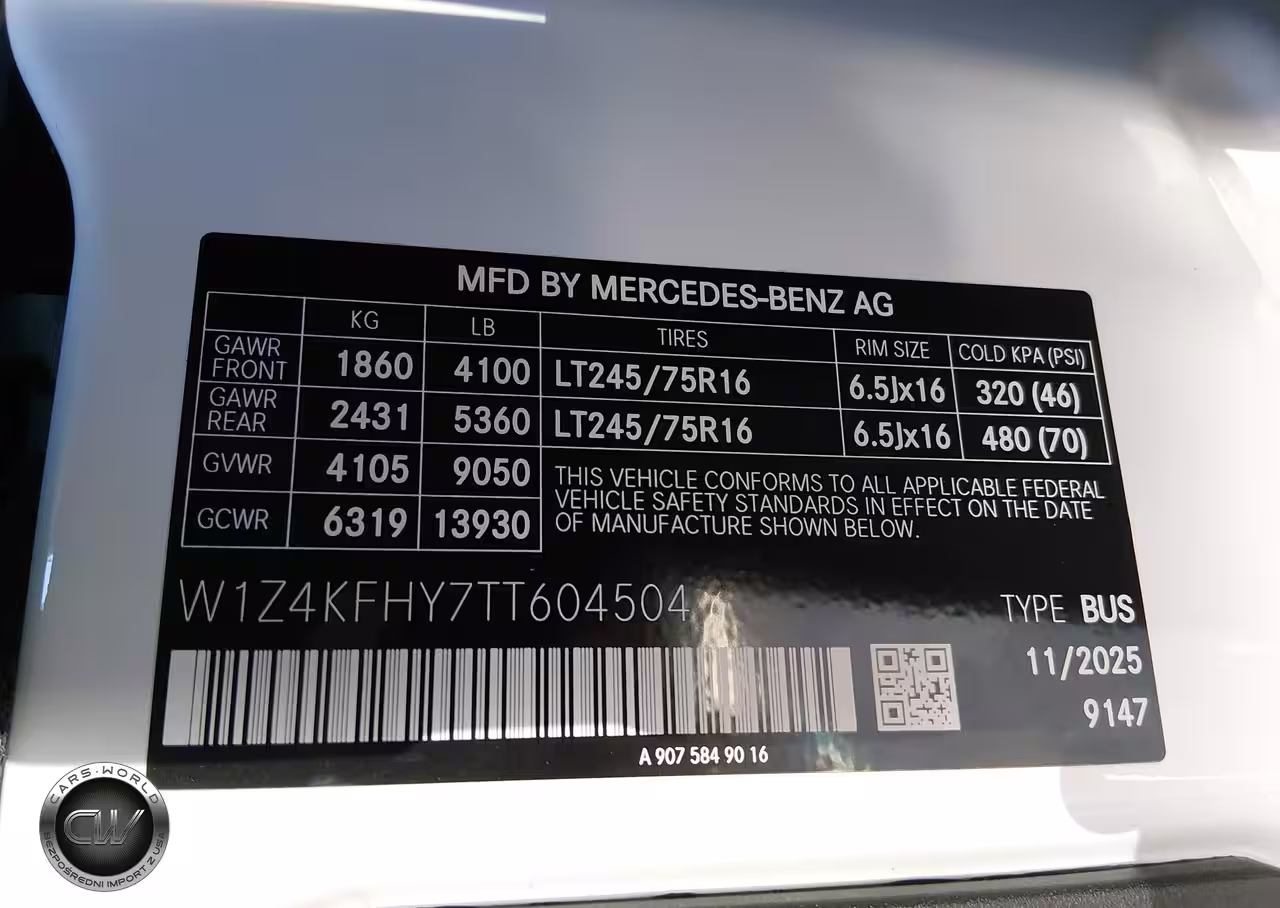 MFD BY MERCEDES-BENZ AG
KG LB TIRES RIM SIZE COLD KPA (PSI)
GAWR FRONT 1860 4100 LT245/75R16 6.5Jx16 320 (46)
GAWR REAR 2431 5360 LT245/75R16 6.5Jx16 480 (70)
GVWR 4105 9050
GCWR 6319 13930
THIS VEHICLE CONFORMS TO ALL APPLICABLE FEDERAL
VEHICLE SAFETY STANDARDS IN EFFECT ON THE DATE
OF MANUFACTURE SHOWN BELOW.
W1Z4KFHY7TT604504
TYPE BUS
11/2025
9147
A 907 584 90 16
CARS-WORLD
CW
BEZPOŚREDNI IMPORT Z USA